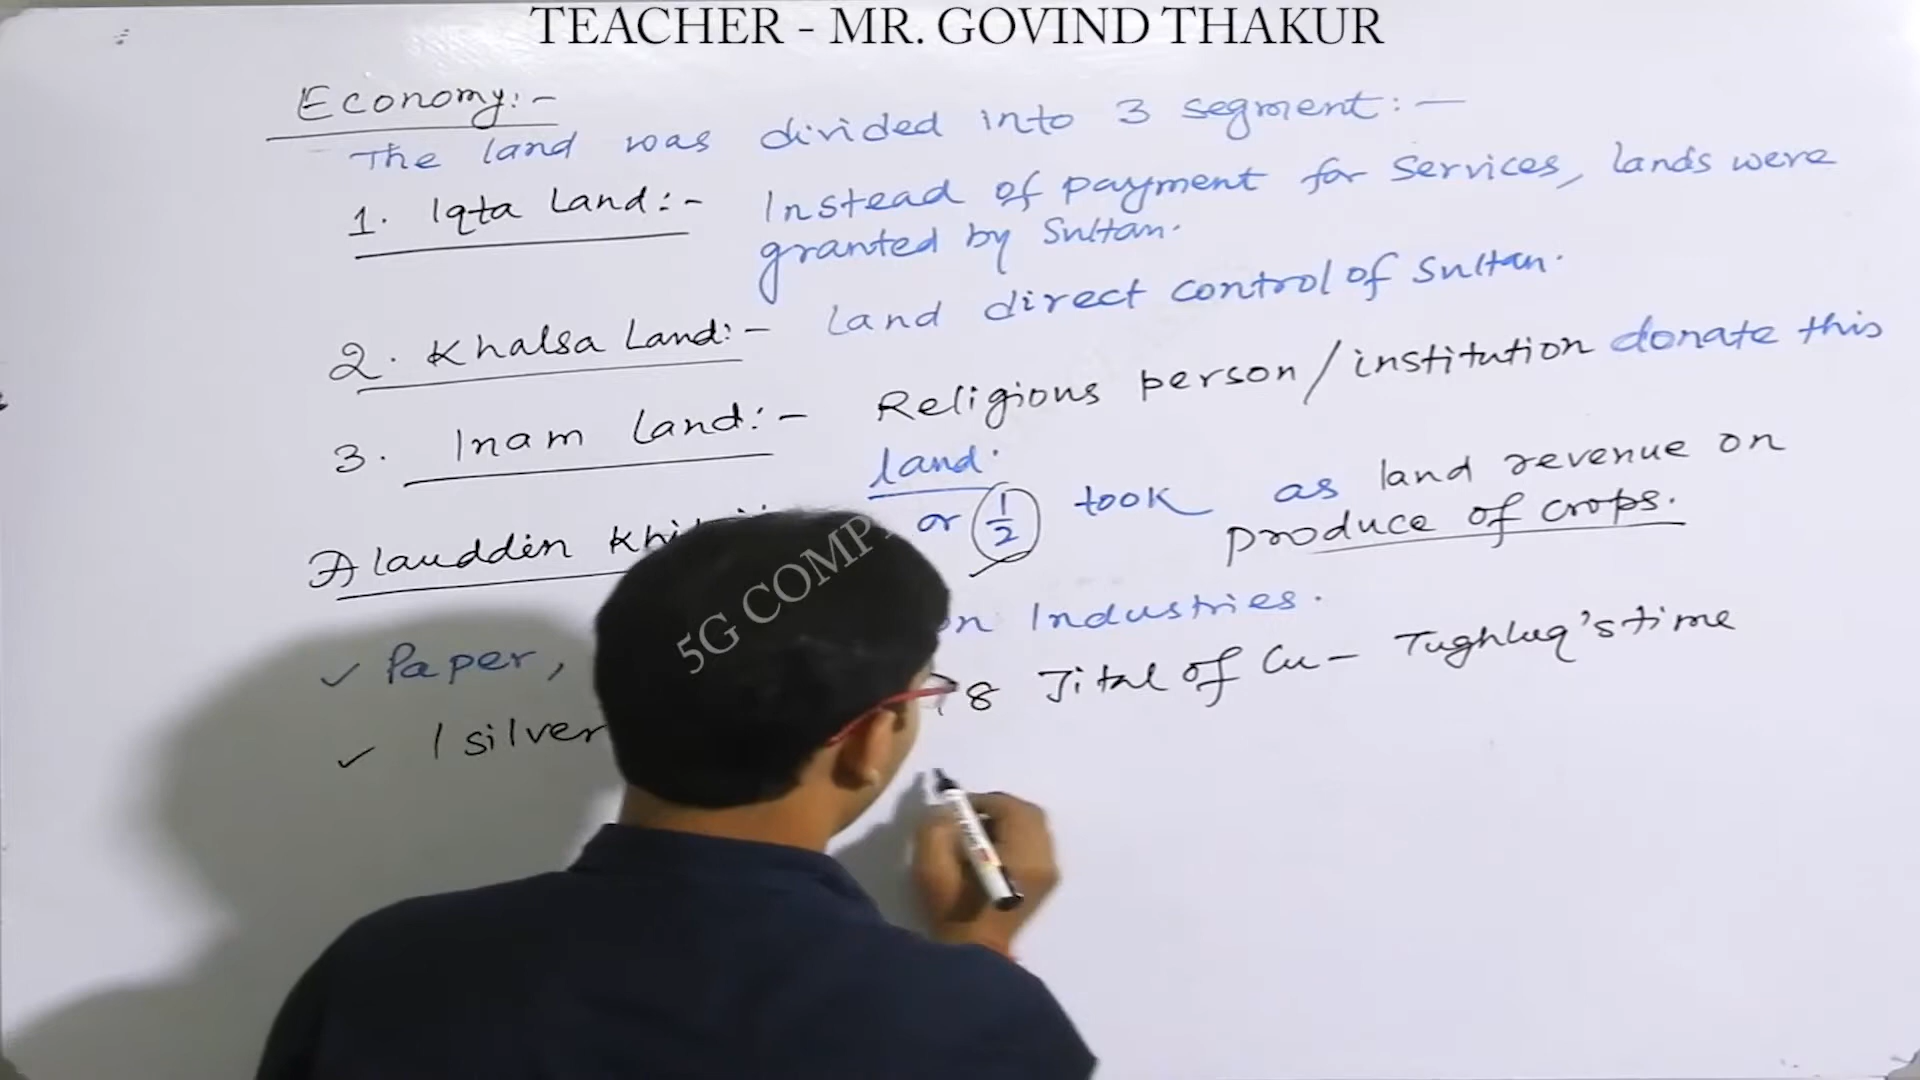 TEACHER - MR. GOVIND THAKUR
Economy:-
The land was divided into 3 segment:-
1. Iqta Land:- Instead of payment for services, lands were
granted by Sultan.
2. Khalsa Land:- Land direct control of Sultan.
3. Inam Land:- Religious person/institution donate this
land.
Alauddin or 1/2 took as land revenue on
produce of crops.
✓ Paper, Industries.
✓ 1 silver 8 Jital of Cu - Tughluq's time
5G COMP